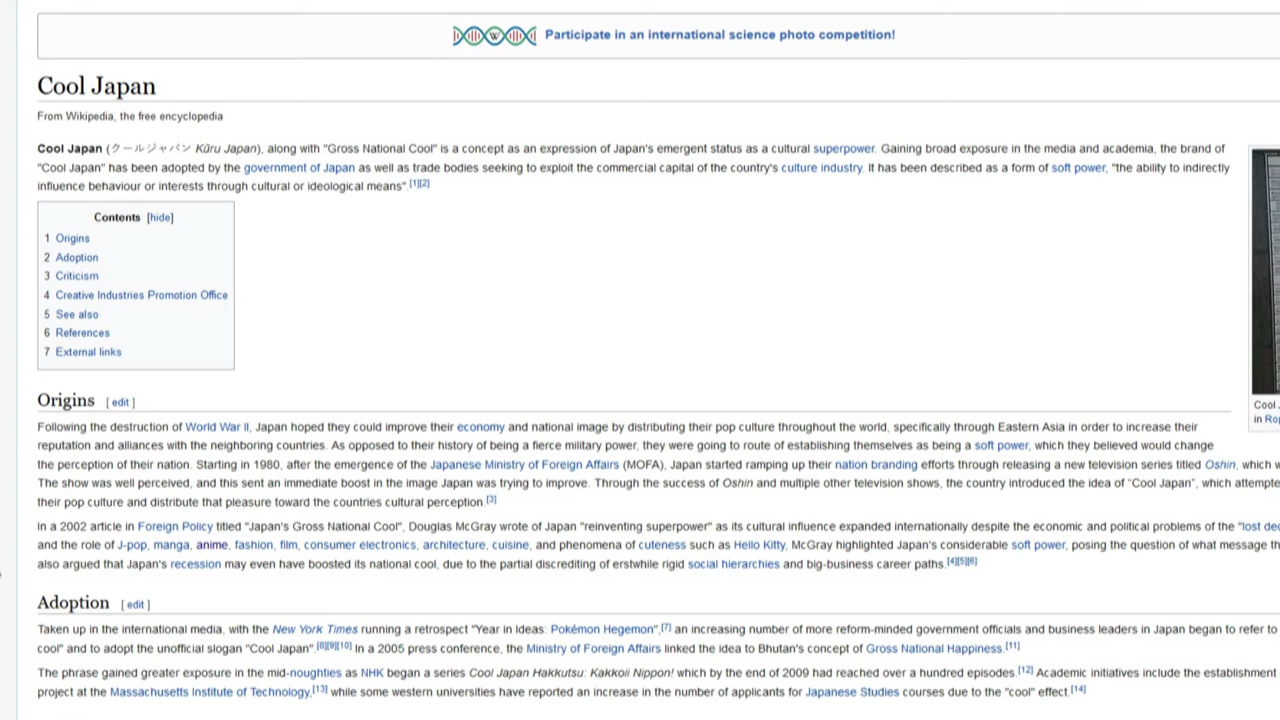 Participate in an international science photo competition!
Cool Japan
From Wikipedia, the free encyclopedia
Cool Japan (クールジャパン Kūru Japan), along with "Gross National Cool" is a concept as an expression of Japan's emergent status as a cultural superpower. Gaining broad exposure in the media and academia, the brand of
"Cool Japan" has been adopted by the government of Japan as well as trade bodies seeking to exploit the commercial capital of the country's culture industry. It has been described as a form of soft power, "the ability to indirectly
influence behaviour or interests through cultural or ideological means".[1][2]
Contents [hide]
1 Origins
2 Adoption
3 Criticism
4 Creative Industries Promotion Office
5 See also
6 References
7 External links
Cool
in
Origins [ edit ]
Following the destruction of World War II, Japan hoped they could improve their economy and national image by distributing their pop culture throughout the world, specifically through Eastern Asia in order to increase their
reputation and alliances with the neighboring countries. As opposed to their history of being a fierce military power, they were going to route of establishing themselves as being a soft power, which they believed would change
the perception of their nation. Starting in 1980, after the emergence of the Japanese Ministry of Foreign Affairs (MOFA), Japan started ramping up their nation branding efforts through releasing a new television series titled Oshin, which
The show was well perceived, and this sent an immediate boost in the image Japan was trying to improve. Through the success of Oshin and multiple other television shows, the country introduced the idea of "Cool Japan", which
their pop culture and distribute that pleasure toward the countries cultural perception.[3]
In a 2002 article in Foreign Policy titled "Japan's Gross National Cool", Douglas McGray wrote of Japan "reinventing superpower" as its cultural influence expanded internationally despite the economic and political problems of the "lost
and the role of J-pop, manga, anime, fashion, film, consumer electronics, architecture, cuisine, and phenomena of cuteness such as Hello Kitty, McGray highlighted Japan's considerable soft power, posing the question of what message
also argued that Japan's recession may even have boosted its national cool, due to the partial discrediting of erstwhile rigid social hierarchies and big-business career paths.[4][5][6]
Adoption [ edit ]
Taken up in the international media, with the New York Times running a retrospect "Year in Ideas: Pokémon Hegemon",[7] an increasing number of more reform-minded government officials and business leaders in Japan began to refer to
cool" and to adopt the unofficial slogan "Cool Japan".[8][9][10] In a 2005 press conference, the Ministry of Foreign Affairs linked the idea to Bhutan's concept of Gross National Happiness.[11]
The phrase gained greater exposure in the mid-noughties as NHK began a series Cool Japan Hakkutsu: Kakkoii Nippon! which by the end of 2009 had reached over a hundred episodes.[12] Academic initiatives include the establishment
project at the Massachusetts Institute of Technology,[13] while some western universities have reported an increase in the number of applicants for Japanese Studies courses due to the "cool" effect.[14]